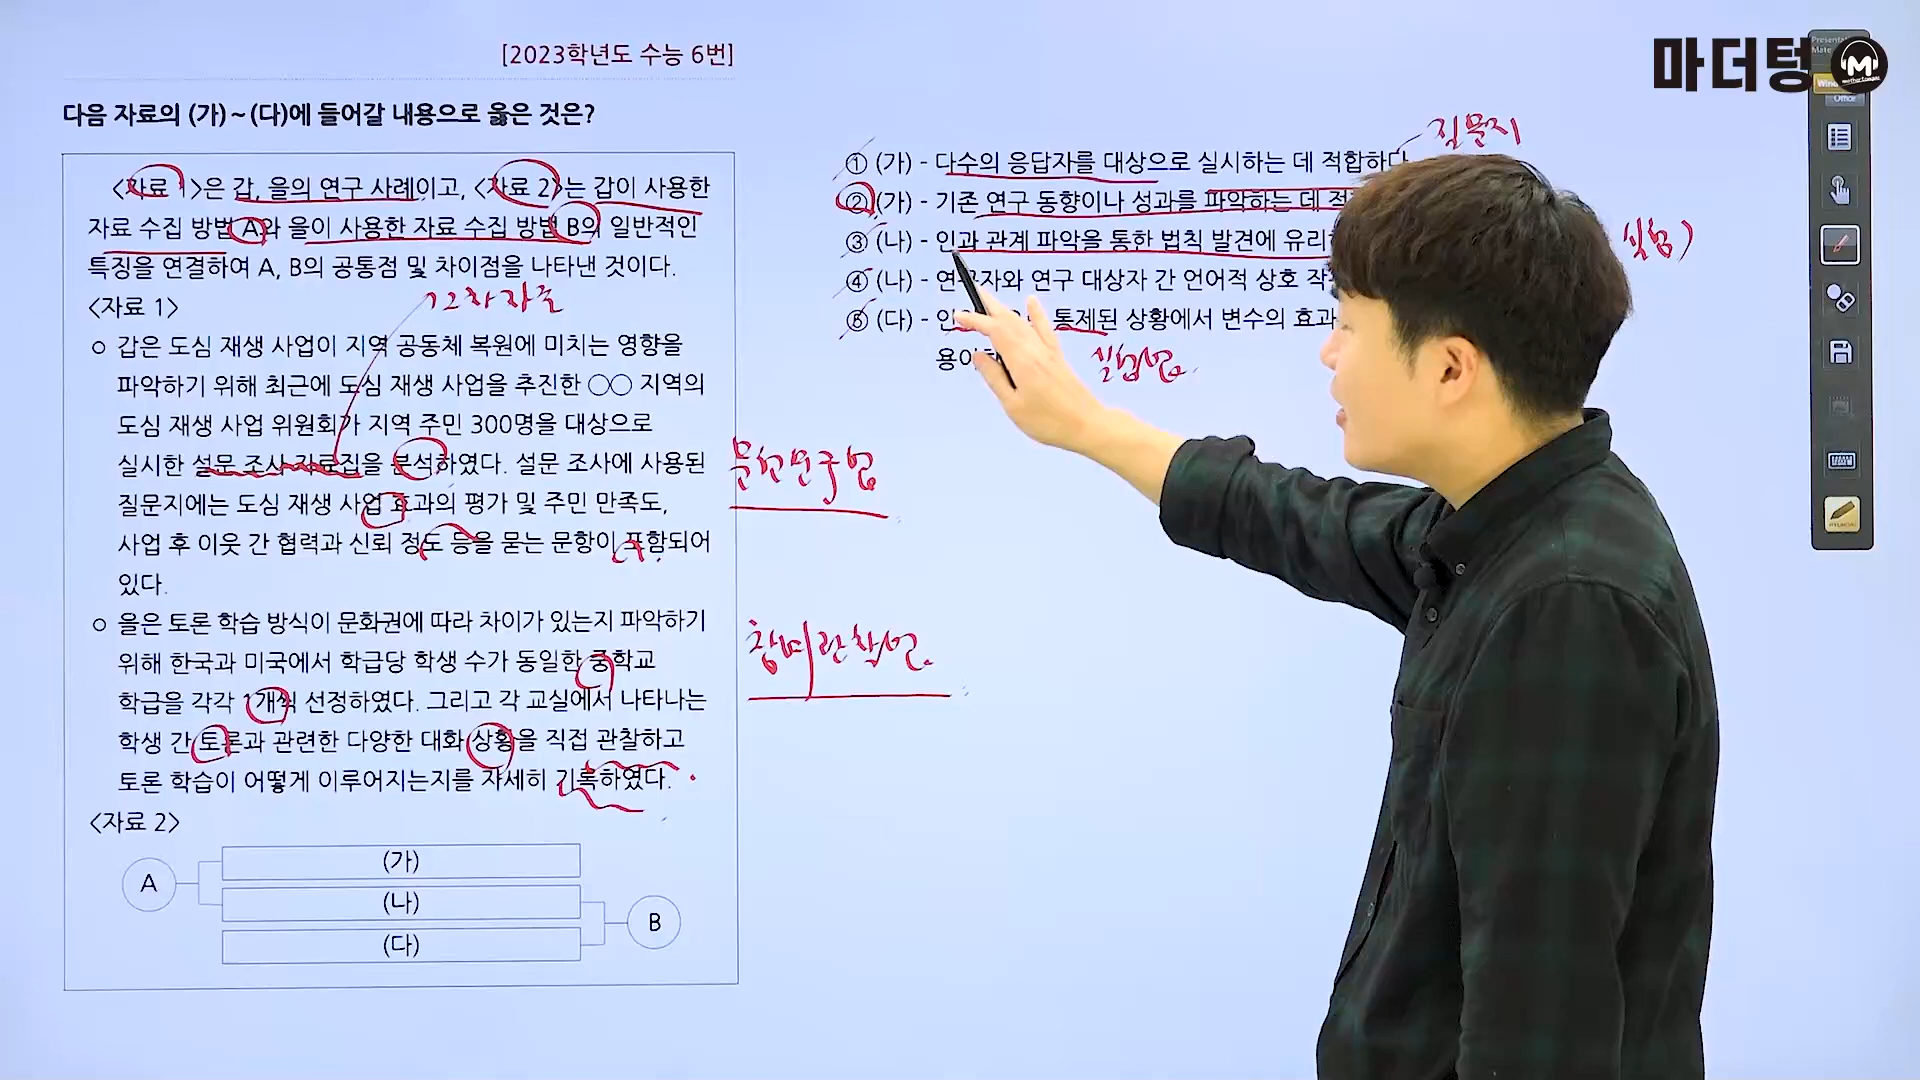 [2023학년도 수능 6번]
다음 자료의 (가)~(다)에 들어갈 내용으로 옳은 것은?
<자료 1>은 갑, 을의 연구 사례이고, <자료 2>는 갑이 사용한
자료 수집 방법 A와 을이 사용한 자료 수집 방법 B의 일반적인
특징을 연결하여 A, B의 공통점 및 차이점을 나타낸 것이다.
<자료 1>
2차 자료
○ 갑은 도심 재생 사업이 지역 공동체 복원에 미치는 영향을
파악하기 위해 최근에 도심 재생 사업을 추진한 ○○ 지역의
도심 재생 사업 위원회가 지역 주민 300명을 대상으로
실시한 설문 조사 자료집을 분석하였다. 설문 조사에 사용된
질문지에는 도심 재생 사업 효과의 평가 및 주민 만족도,
사업 후 이웃 간 협력과 신뢰 정도 등을 묻는 문항이 포함되어
있다.
문헌연구법
○ 을은 토론 학습 방식이 문화권에 따라 차이가 있는지 파악하기
위해 한국과 미국에서 학급당 학생 수가 동일한 중학교
학급을 각각 1개씩 선정하였다. 그리고 각 교실에서 나타나는
학생 간 토론과 관련한 다양한 대화 상황을 직접 관찰하고
토론 학습이 어떻게 이루어지는지를 자세히 기록하였다.
참여관찰법
<자료 2>
A
(가)
(나)
(다)
B
질문지
① (가) - 다수의 응답자를 대상으로 실시하는 데 적합하다
② (가) - 기존 연구 동향이나 성과를 파악하는 데
③ (나) - 인과 관계 파악을 통한 법칙 발견에
④ (나) - 연구자와 연구 대상자 간 언어적 상호
⑤ (다) - 통제된 상황에서 변수의
실험법
마더텅
M